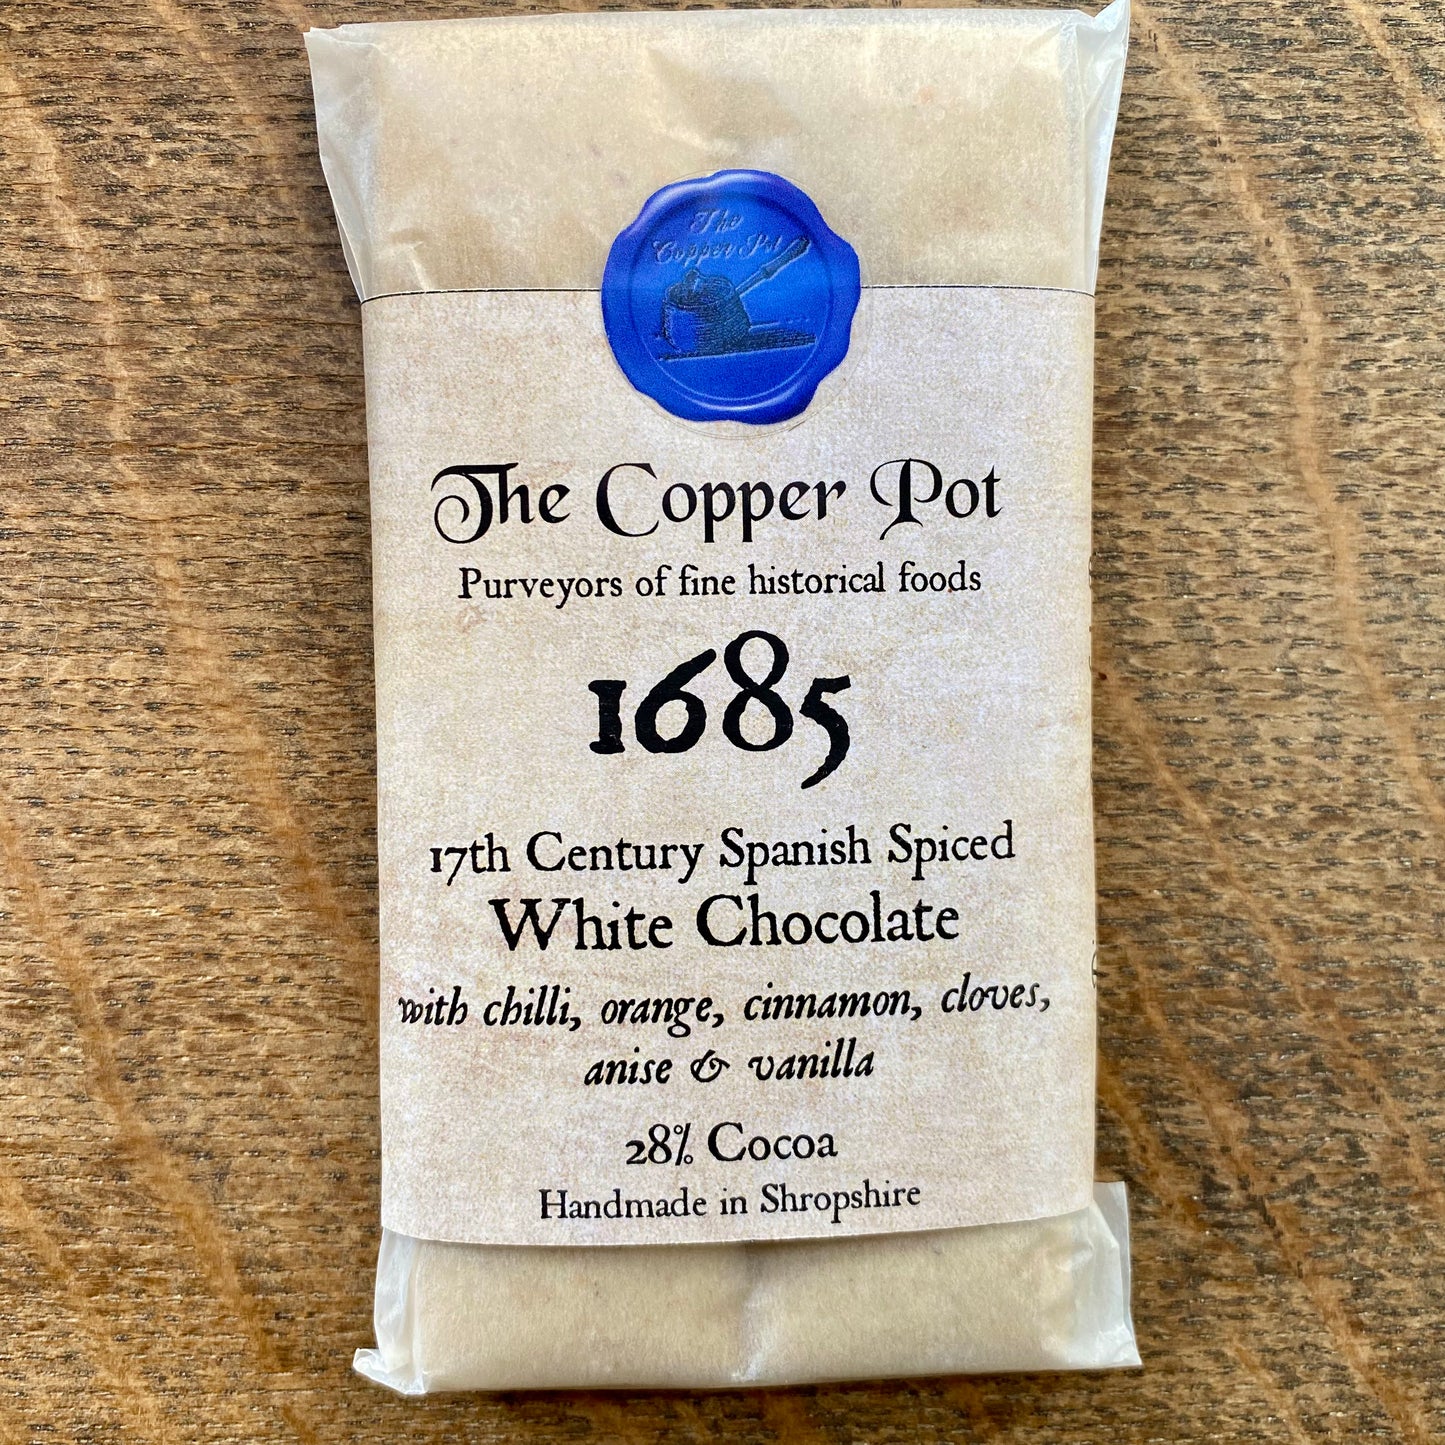 The
Copper Pot
The Copper Pot
Purveyors of fine historical foods
1685
17th Century Spanish Spiced
White Chocolate
with chilli, orange, cinnamon, cloves,
anise & vanilla
28% Cocoa
Handmade in Shropshire